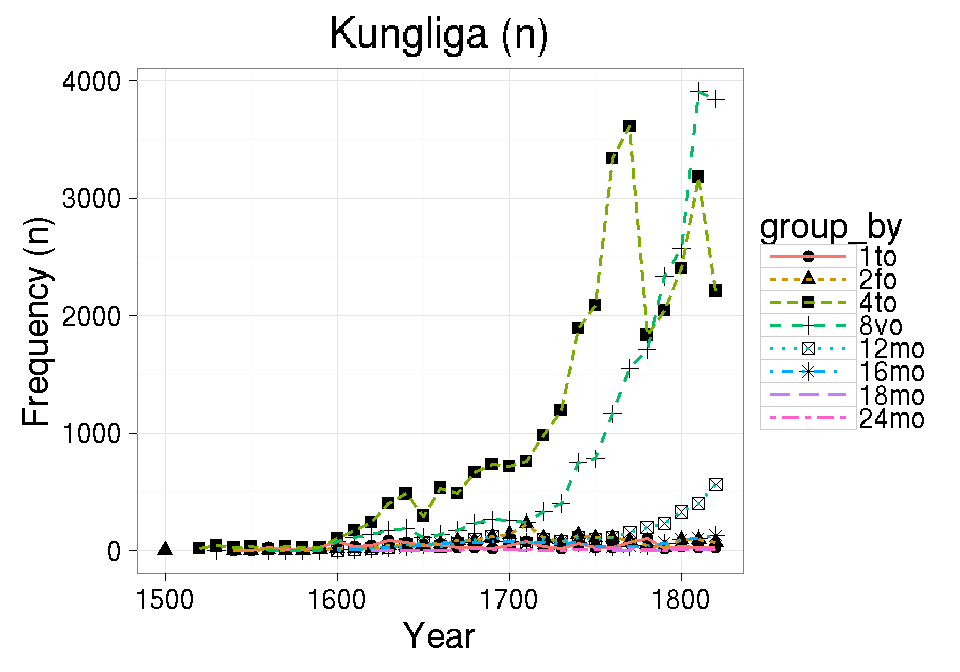 Kungliga (n)
4000
3000
2000
1000
0
Frequency (n)
1500 1600 1700 1800
Year
group_by
1to
2fo
4to
8vo
12mo
16mo
18mo
24mo